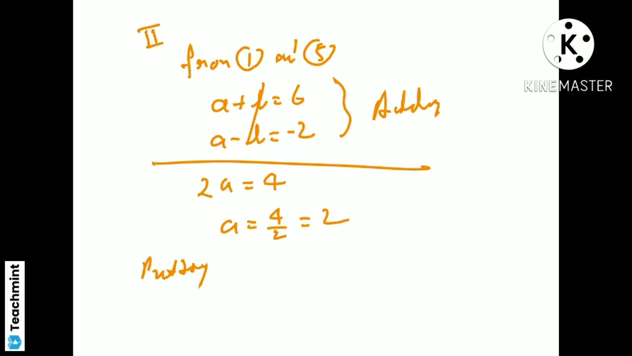 II
from ① and ⑤
a+b=6
a-b=-2
Adding
2a=4
a=4/2=2
Putting
KINEMASTER
Teachmint